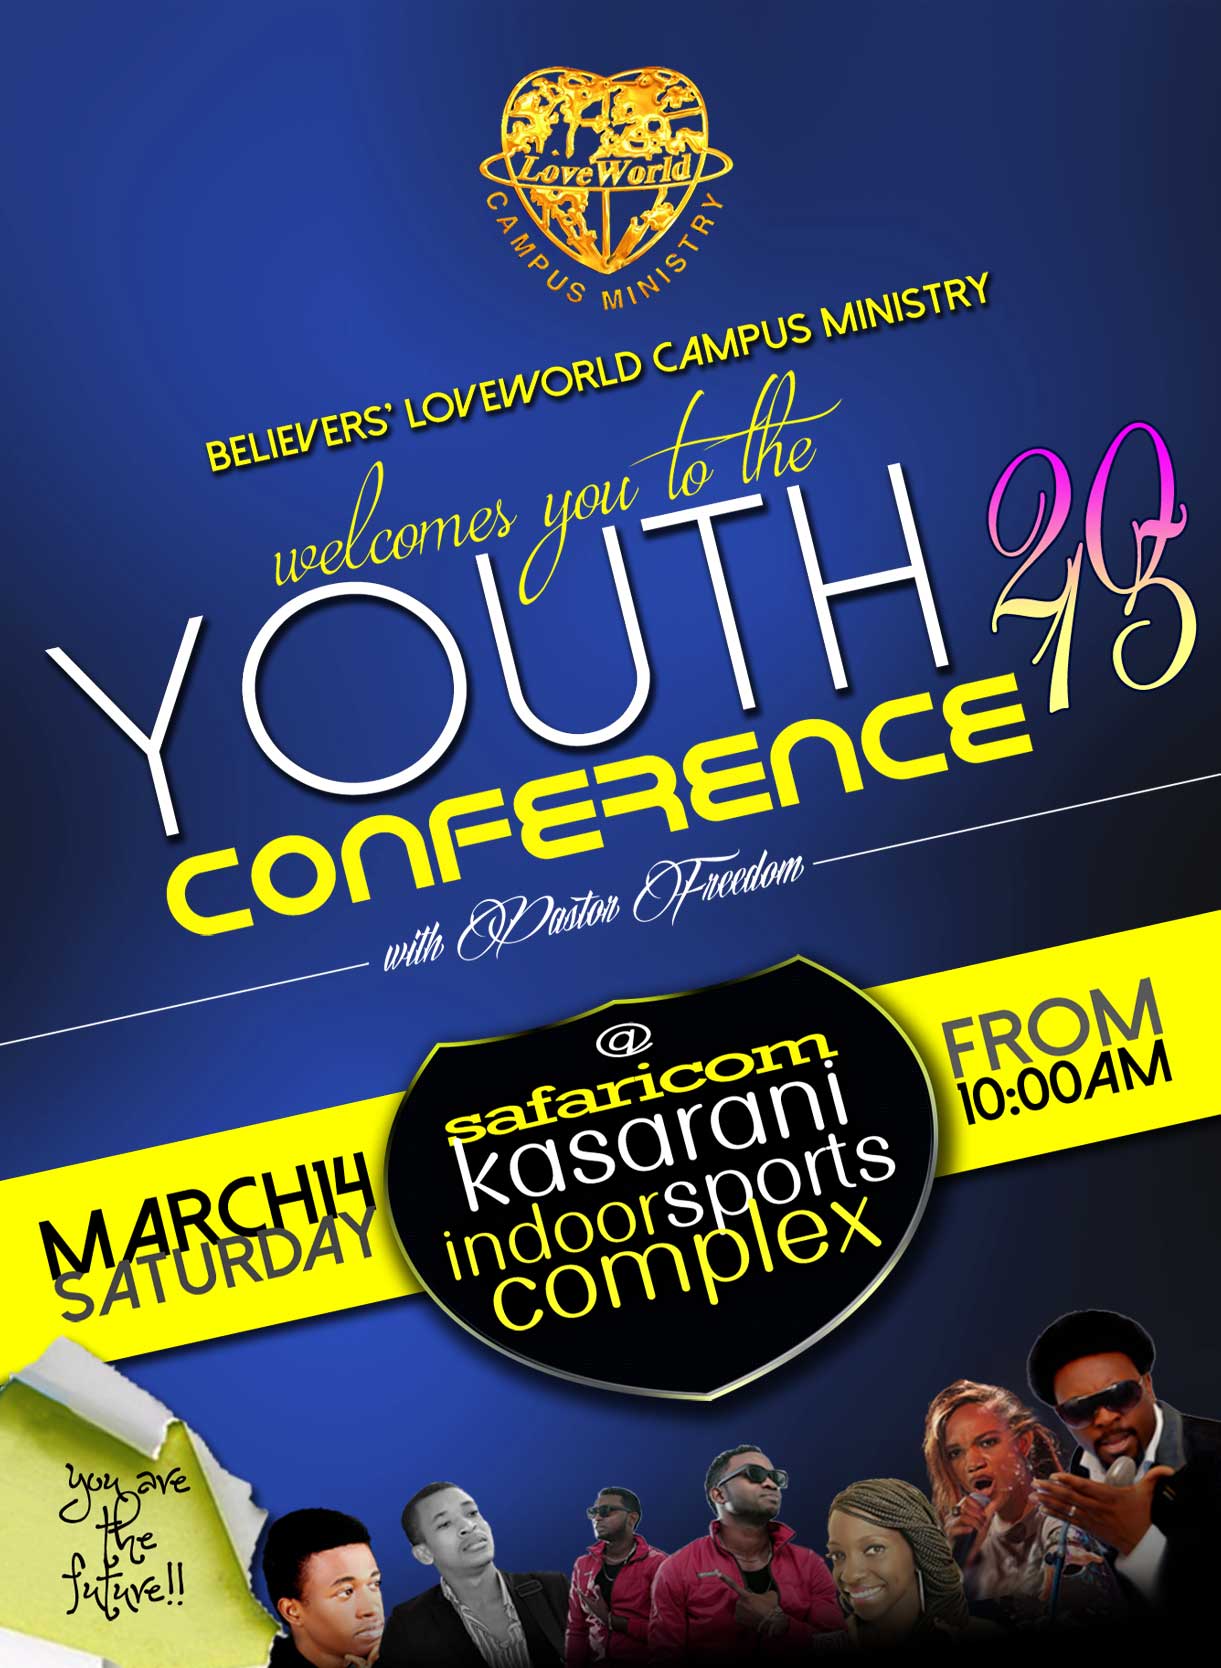 LoveWorld
CAMPUS MINISTRY
BELIEVERS' LOVEWORLD CAMPUS MINISTRY
welcomes you to the
YOUTH
CONFERENCE
2015
with Pastor Freedom
@
safaricom
kasarani
indoorsports
complex
FROM
10:00AM
MARCH14
SATURDAY
you are
the
future!!